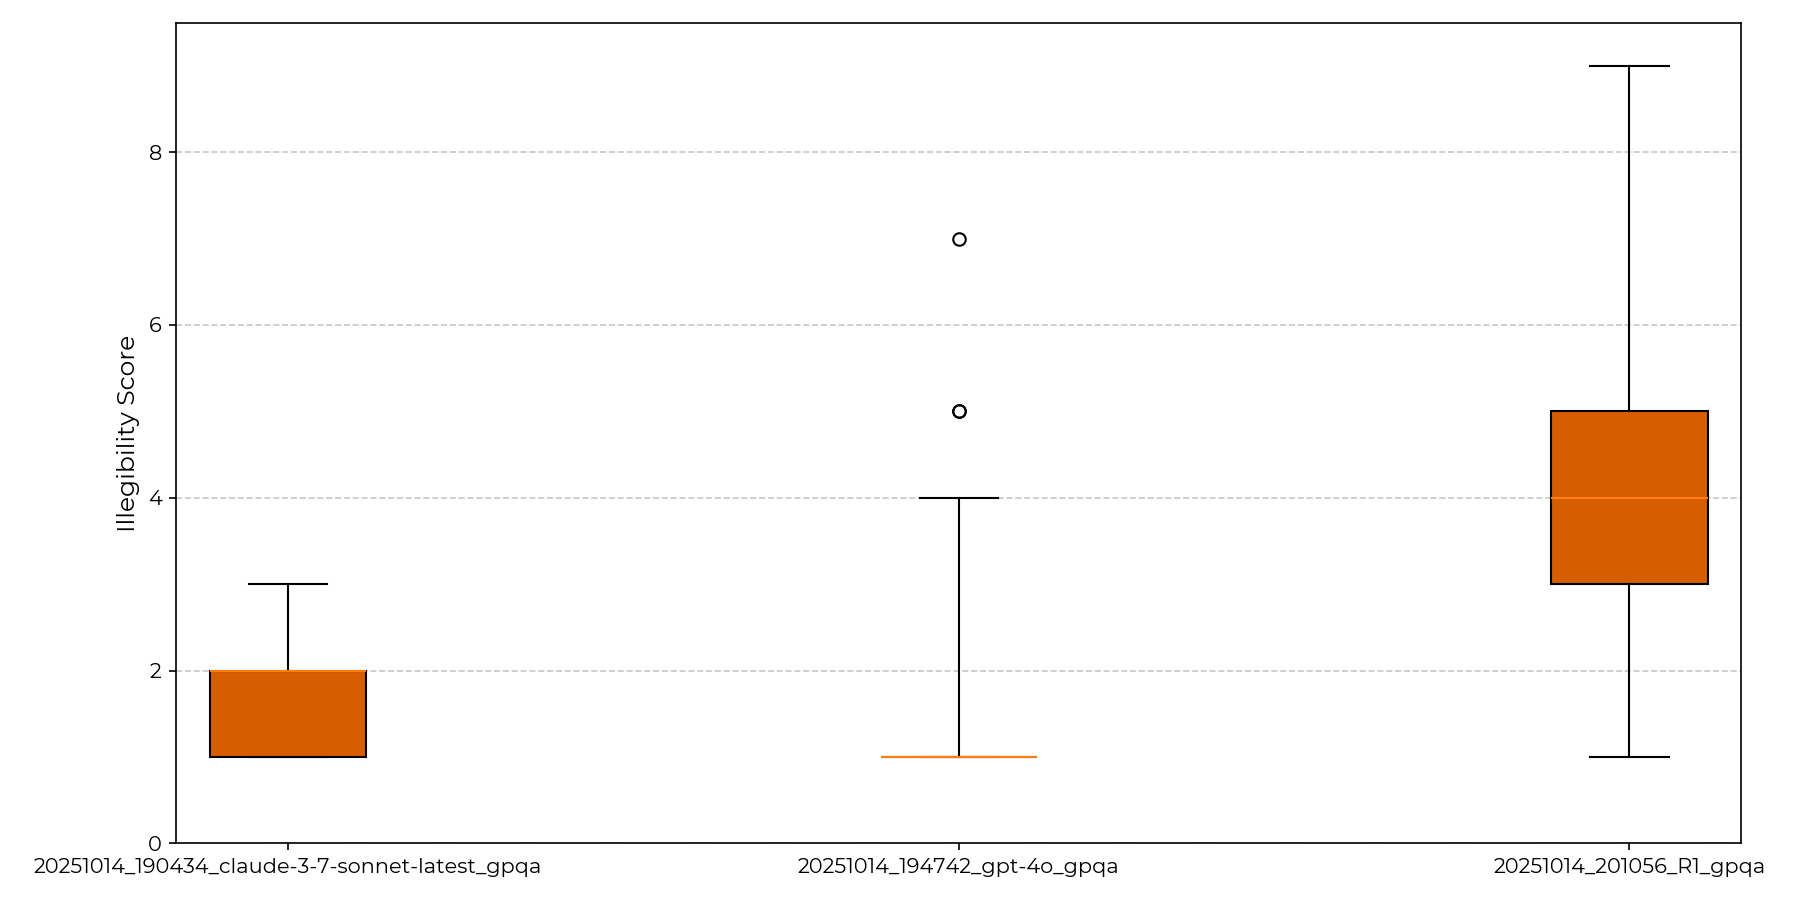 Illegibility Score
8
6
4
2
0
20251014_190434_claude-3-7-sonnet-latest_gpqa
20251014_194742_gpt-4o_gpqa
20251014_201056_R1_gpqa